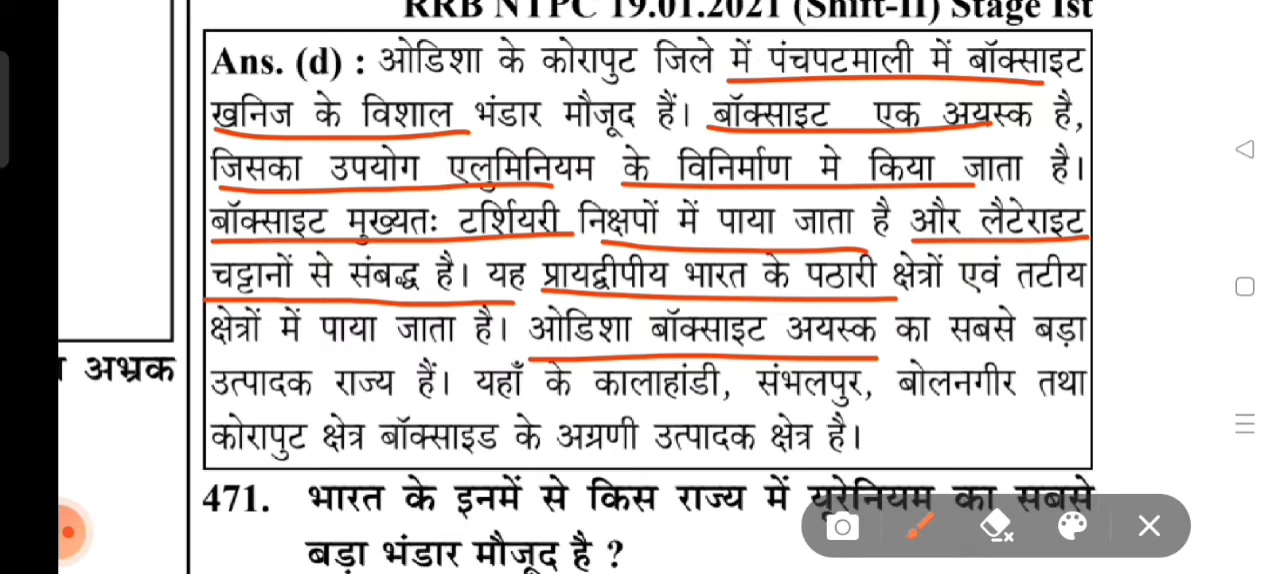 RRB NTPC 19.01.2021 (Shift-II) Stage Ist
Ans. (d) : ओडिशा के कोरापुट जिले में पंचपटमाली में बॉक्साइट
खनिज के विशाल भंडार मौजूद हैं। बॉक्साइट एक अयस्क है,
जिसका उपयोग एलुमिनियम के विनिर्माण मे किया जाता है।
बॉक्साइट मुख्यतः टर्शियरी निक्षपों में पाया जाता है और लैटेराइट
चट्टानों से संबद्ध है। यह प्रायद्वीपीय भारत के पठारी क्षेत्रों एवं तटीय
क्षेत्रों में पाया जाता है। ओडिशा बॉक्साइट अयस्क का सबसे बड़ा
उत्पादक राज्य हैं। यहाँ के कालाहांडी, संभलपुर, बोलनगीर तथा
कोरापुट क्षेत्र बॉक्साइड के अग्रणी उत्पादक क्षेत्र है।
अभ्रक
471. भारत के इनमें से किस राज्य में यूरेनियम का सबसे
बड़ा भंडार मौजूद है ?